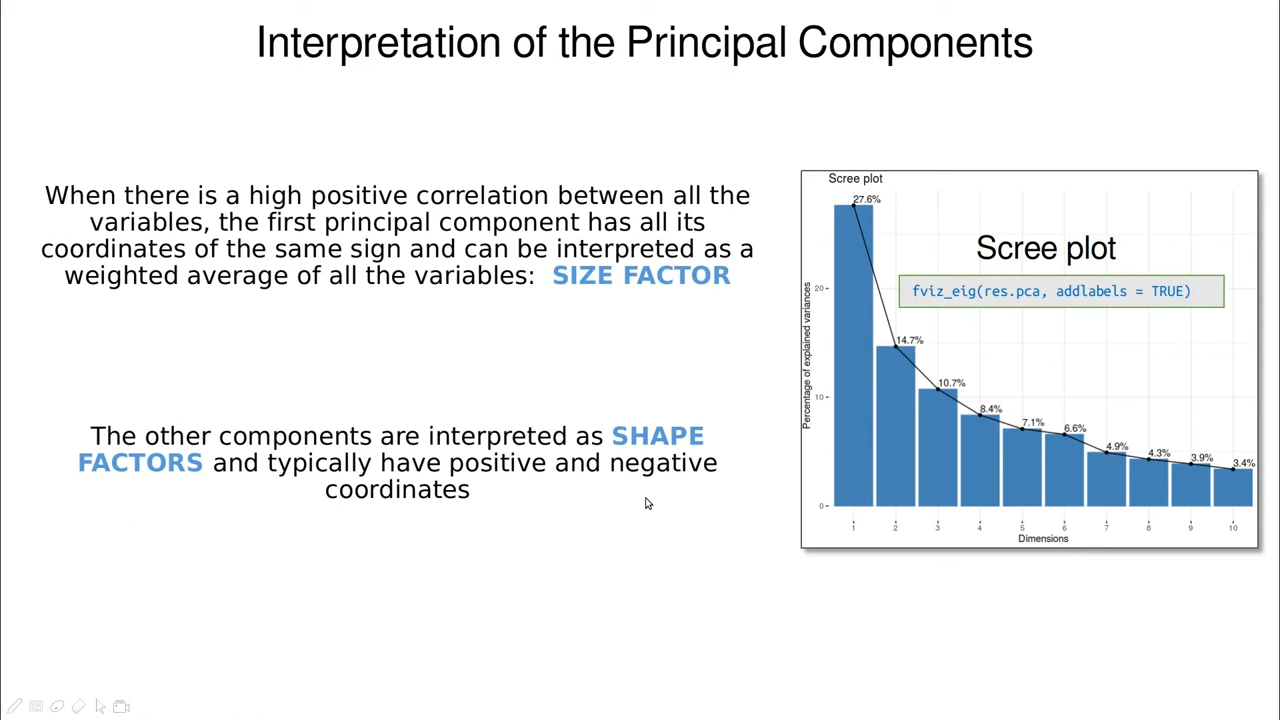 Interpretation of the Principal Components
When there is a high positive correlation between all the
variables, the first principal component has all its
coordinates of the same sign and can be interpreted as a
weighted average of all the variables: SIZE FACTOR
The other components are interpreted as SHAPE
FACTORS and typically have positive and negative
coordinates
Scree plot
Scree plot
fviz_eig(res.pca, addlabels = TRUE)
Percentage of explained variances
20
10
0
27.6%
14.7%
10.7%
8.4%
7.1%
6.6%
4.9%
4.3%
3.9%
3.4%
1 2 3 4 5 6 7 8 9 10
Dimensions